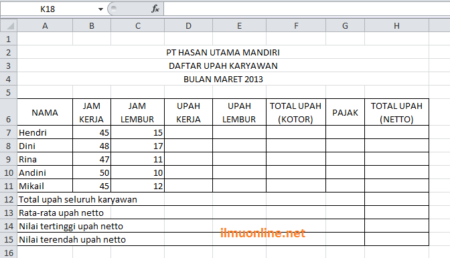 K18 fx
A B C D E F G H
1
2 PT HASAN UTAMA MANDIRI
3 DAFTAR UPAH KARYAWAN
4 BULAN MARET 2013
5
6 NAMA JAM KERJA JAM LEMBUR UPAH KERJA UPAH LEMBUR TOTAL UPAH (KOTOR) PAJAK TOTAL UPAH (NETTO)
7 Hendri 45 15
8 Dini 48 17
9 Rina 47 11
10 Andini 50 10
11 Mikail 45 12
12 Total upah seluruh karyawan
13 Rata-rata upah netto
14 Nilai tertinggi upah netto
15 Nilai terendah upah netto
ilmuonline.net
16